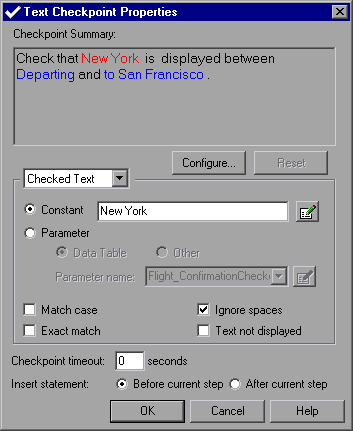 Text Checkpoint Properties
Checkpoint Summary:
Check that New York is displayed between
Departing and to San Francisco .
Configure... Reset
Checked Text
Constant New York
Parameter
Data Table Other
Parameter name: Flight_ConfirmationChecke
Match case Ignore spaces
Exact match Text not displayed
Checkpoint timeout: 0 seconds
Insert statement: Before current step After current step
OK Cancel Help